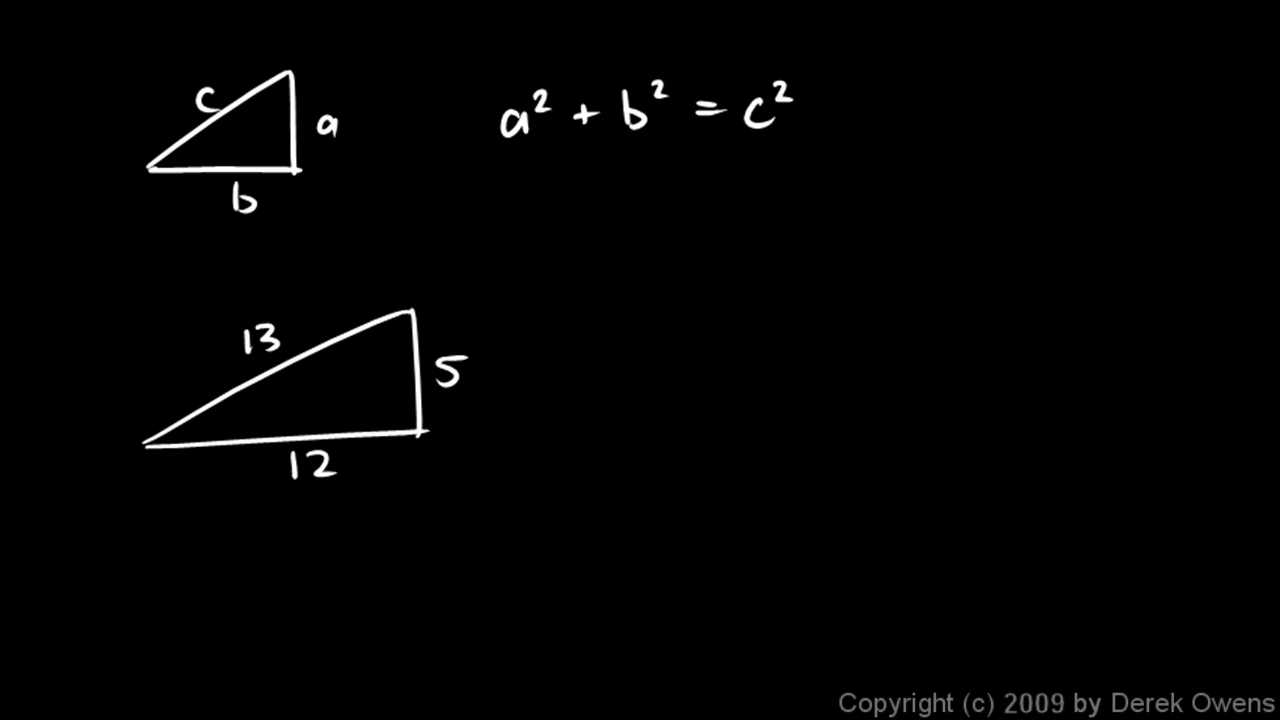 c
a
b
a² + b² = c²
13
5
12
Copyright (c) 2009 by Derek Owens